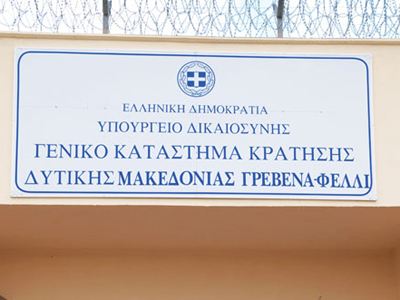 ΕΛΛΗΝΙΚΗ ΔΗΜΟΚΡΑΤΙΑ
ΥΠΟΥΡΓΕΙΟ ΔΙΚΑΙΟΣΥΝΗΣ
ΓΕΝΙΚΟ ΚΑΤΑΣΤΗΜΑ ΚΡΑΤΗΣΗΣ
ΔΥΤΙΚΗΣ ΜΑΚΕΔΟΝΙΑΣ ΓΡΕΒΕΝΑ-ΦΕΛΛΙ